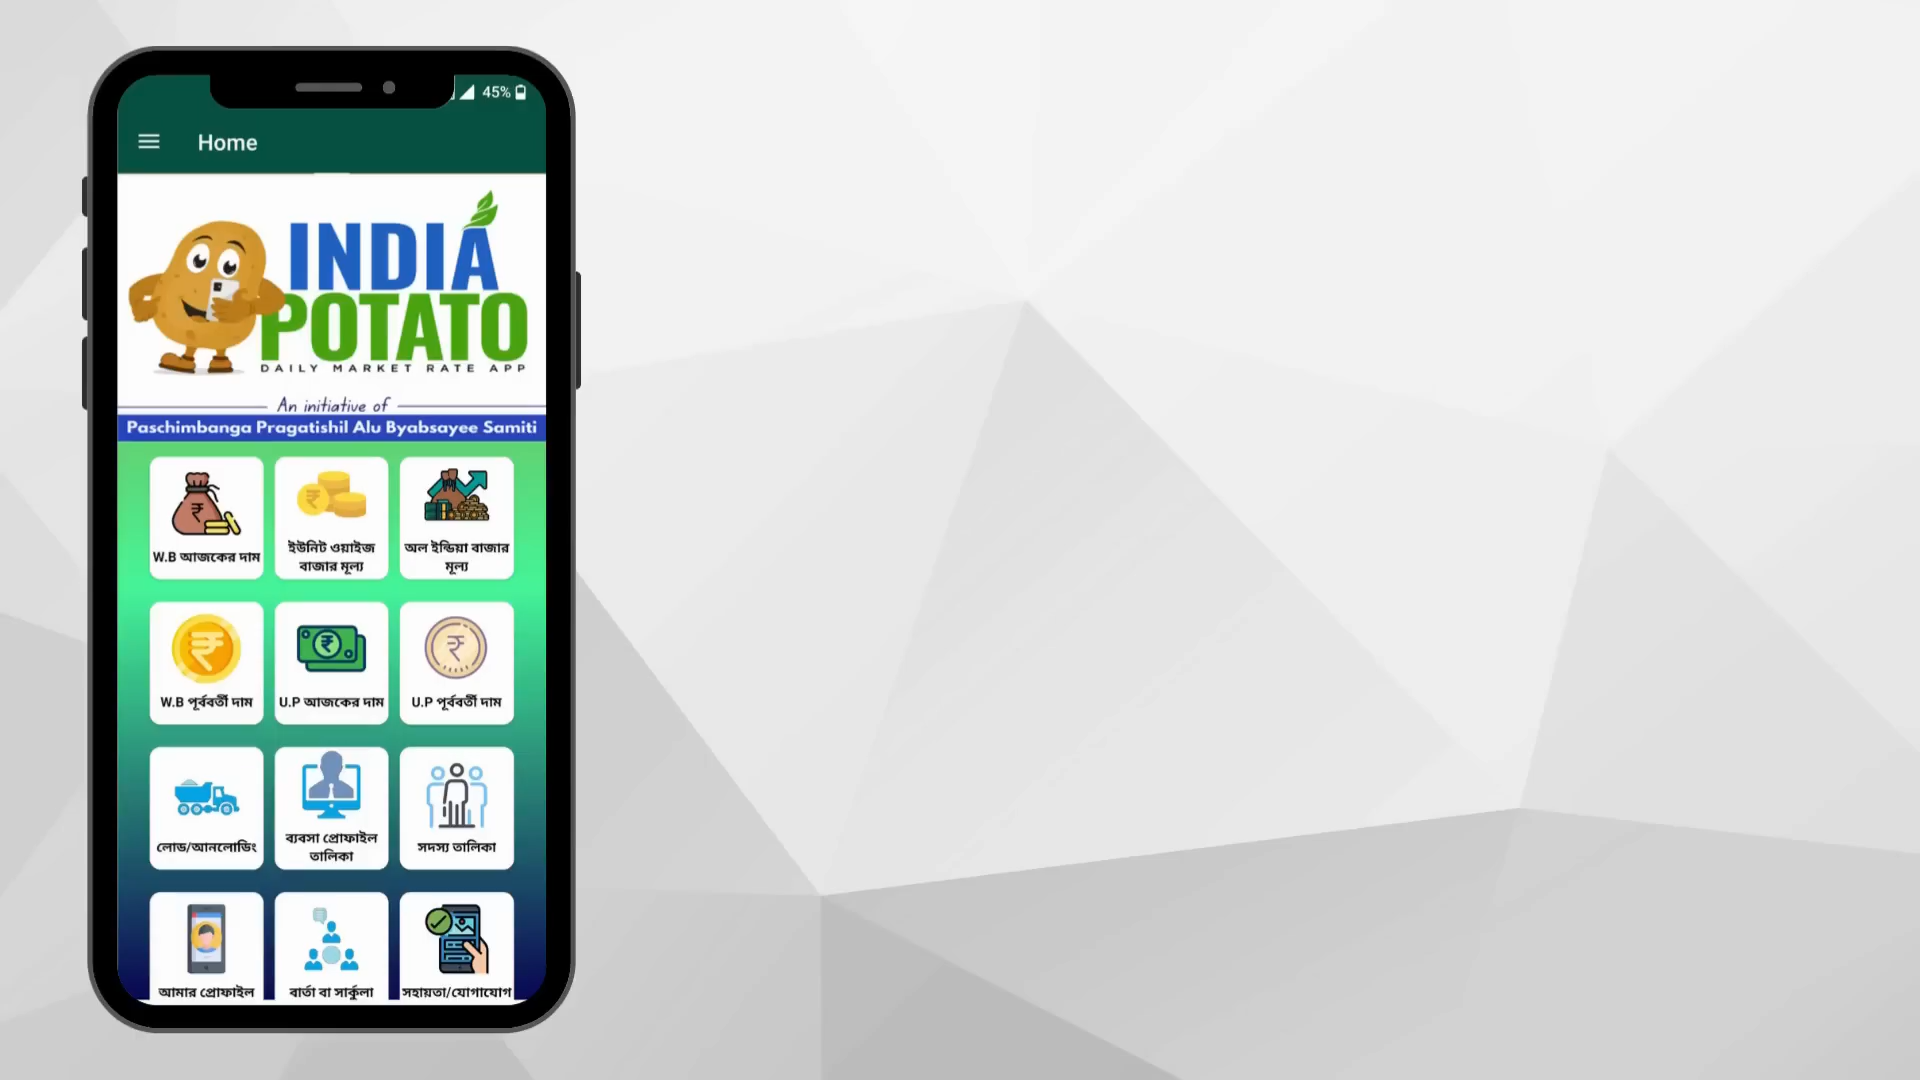 45%
Home
INDIA
POTATO
DAILY MARKET RATE APP
An initiative of
Paschimbanga Pragatishil Alu Byabsayee Samiti
W.B আজকের দাম
ইউনিট ওয়াইজ
বাজার মূল্য
অল ইন্ডিয়া বাজার
মূল্য
W.B পূর্ববর্তী দাম
U.P আজকের দাম
U.P পূর্ববর্তী দাম
লোড/আনলোডিং
ব্যবসা প্রোফাইল
তালিকা
সদস্য তালিকা
আমার প্রোফাইল
বার্তা বা সার্কুলা
সহায়তা/যোগাযোগ